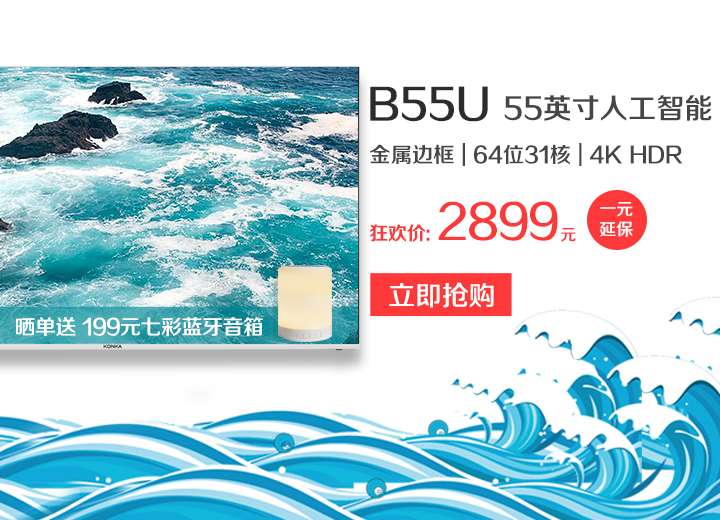 B55U 55英寸人工智能
金属边框 | 64位31核 | 4K HDR
狂欢价: 2899元
一元
延保
立即抢购
晒单送 199元七彩蓝牙音箱
KONKA